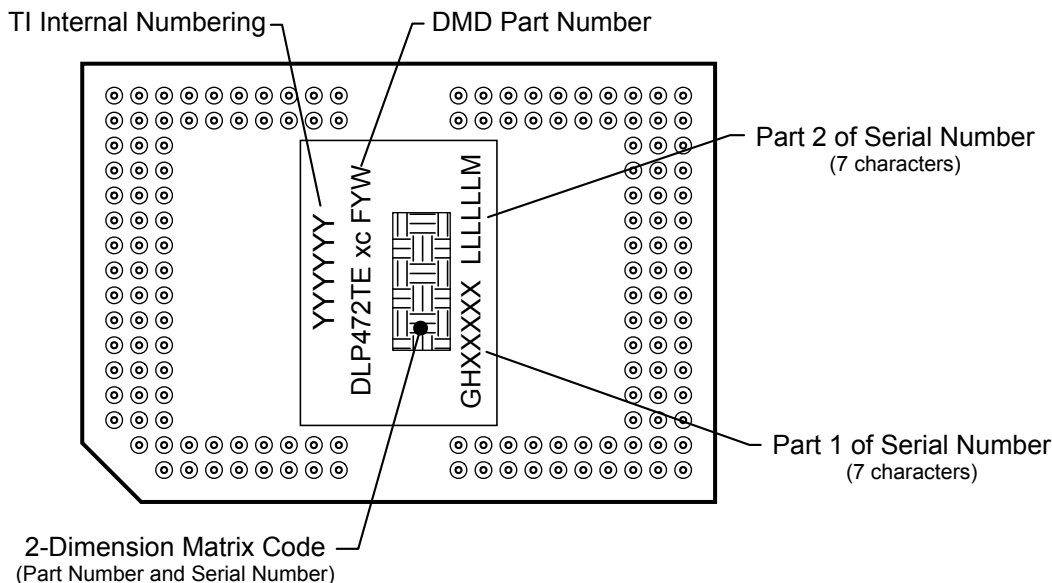 TI Internal Numbering
DMD Part Number
Part 2 of Serial Number
(7 characters)
YYYYYYY
DLP472TE xc FYW
GHXXXXX LLLLLLM
Part 1 of Serial Number
(7 characters)
2-Dimension Matrix Code
(Part Number and Serial Number)